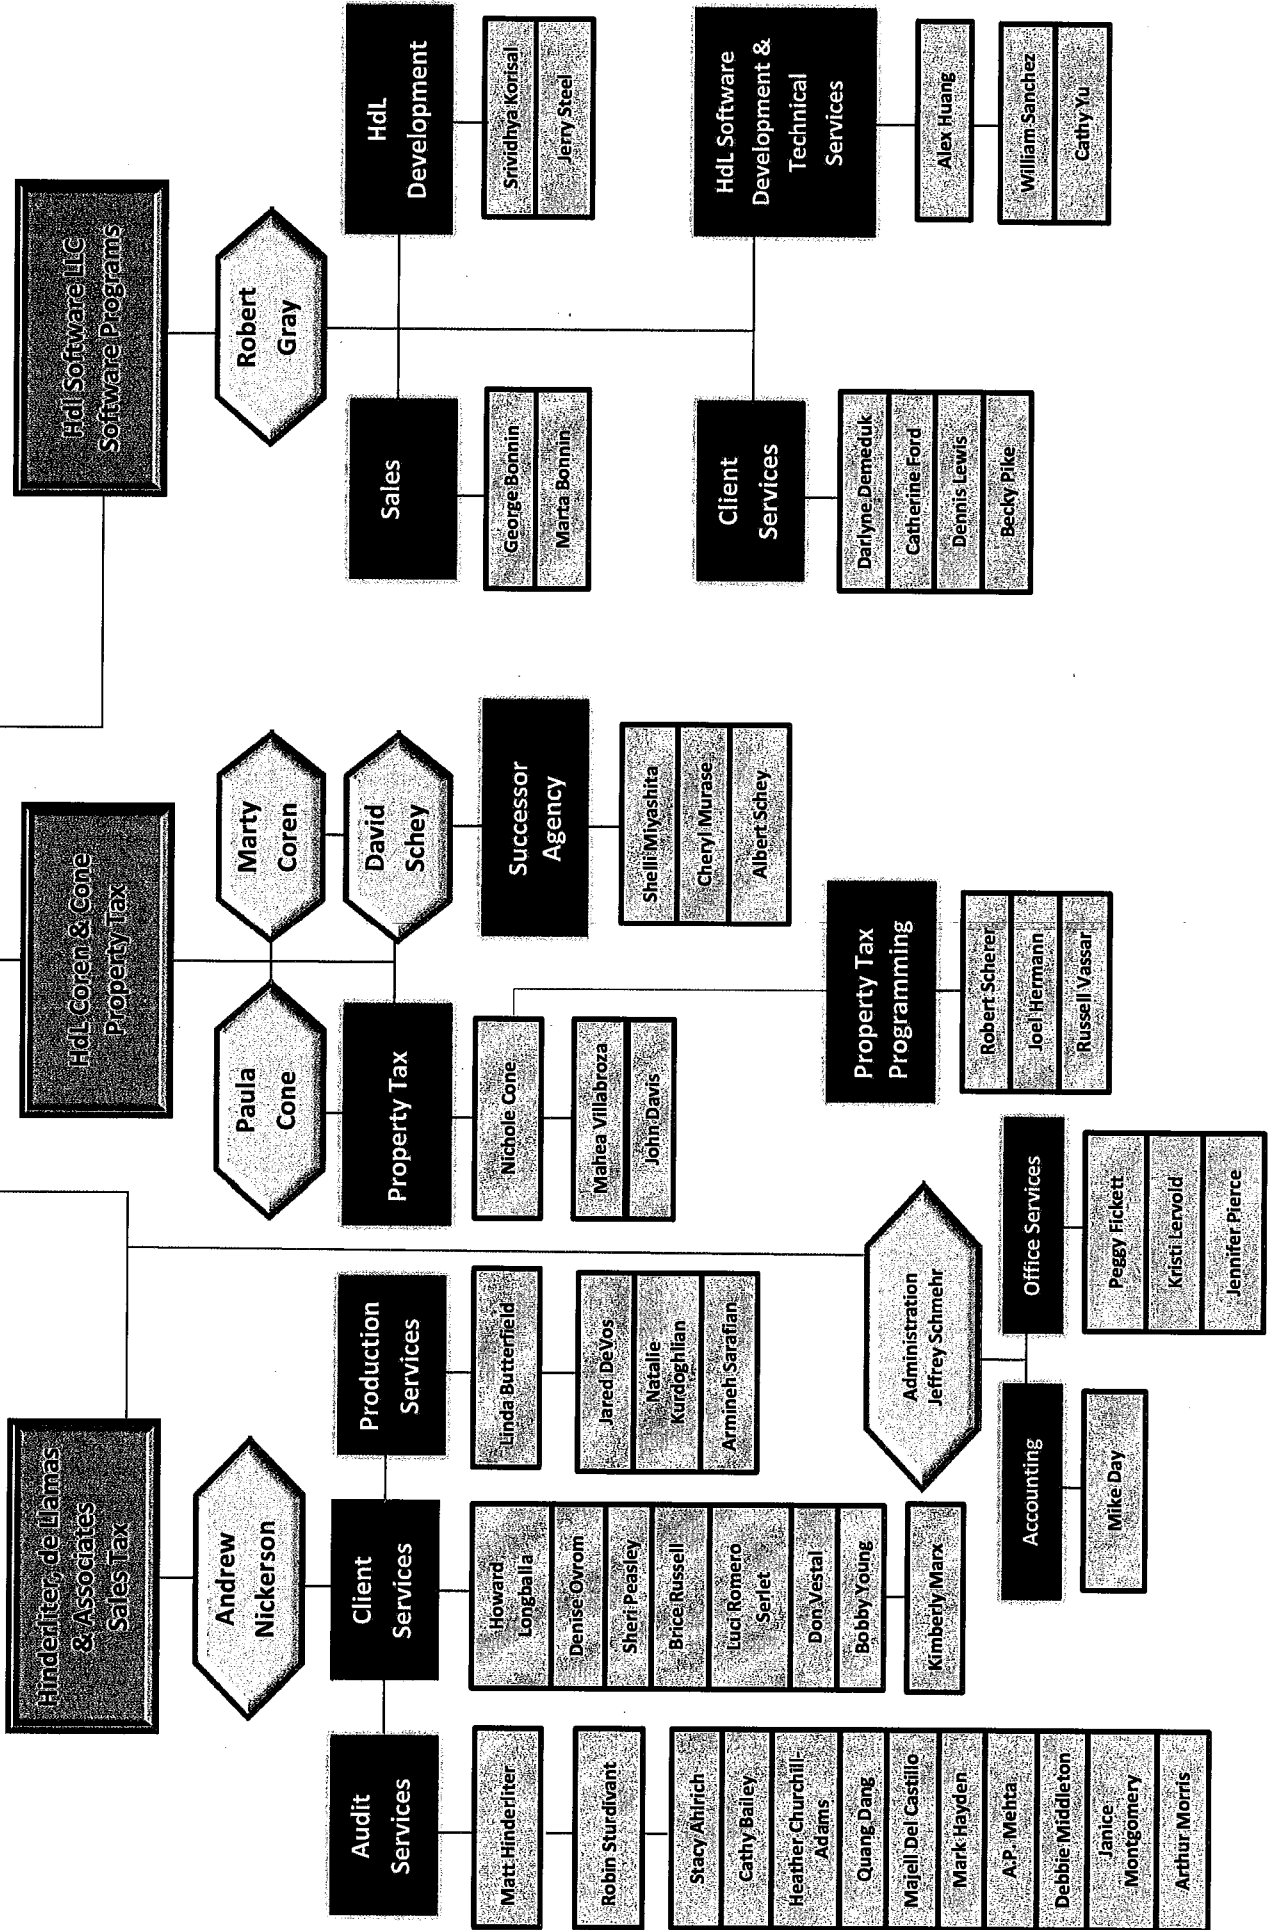 Hinderliter, de Llamas
& Associates
Sales Tax
Andrew
Nickerson
Audit
Services
Matt Hinderliter
Robin Sturdivant
Stacy Ahlrich
Cathy Bailey
Heather Churchill-
Adams
Quang Dang
Majell Del Castillo
Mark Hayden
A.P. Mehta
Debbie Middleton
Janice
Montgomery
Arthur Morris
Client
Services
Howard
Longballa
Denise Ovrom
Sheri Peasley
Brice Russell
Luci Romero
Serlet
Don Vestal
Bobby Young
Kimberly Marx
Production
Services
Linda Butterfield
Jared DeVos
Natalie
Kurdoghlian
Armineh Sarafian
Administration
Jeffrey Schmehr
Accounting
Mike Day
Office Services
Peggy Fickett
Kristi Lervold
Jennifer Pierce
HdL Coren & Cone
Property Tax
Paula
Cone
Marty
Coren
David
Schey
Property Tax
Nichole Cone
Mahea Villabroza
John Davis
Successor
Agency
Shelli Miyashita
Cheryl Murase
Albert Schey
Property Tax
Programming
Robert Scherer
Joel Hermann
Russell Vassar
Hdl Software LLC
Software Programs
Robert
Gray
Sales
George Bonnin
Marta Bonnin
HdL
Development
Srividhya Korisal
Jerry Steel
Client
Services
Darlyne Demeduk
Catherine Ford
Dennis Lewis
Becky Pike
HdL Software
Development &
Technical
Services
Alex Huang
William Sanchez
Cathy Yu